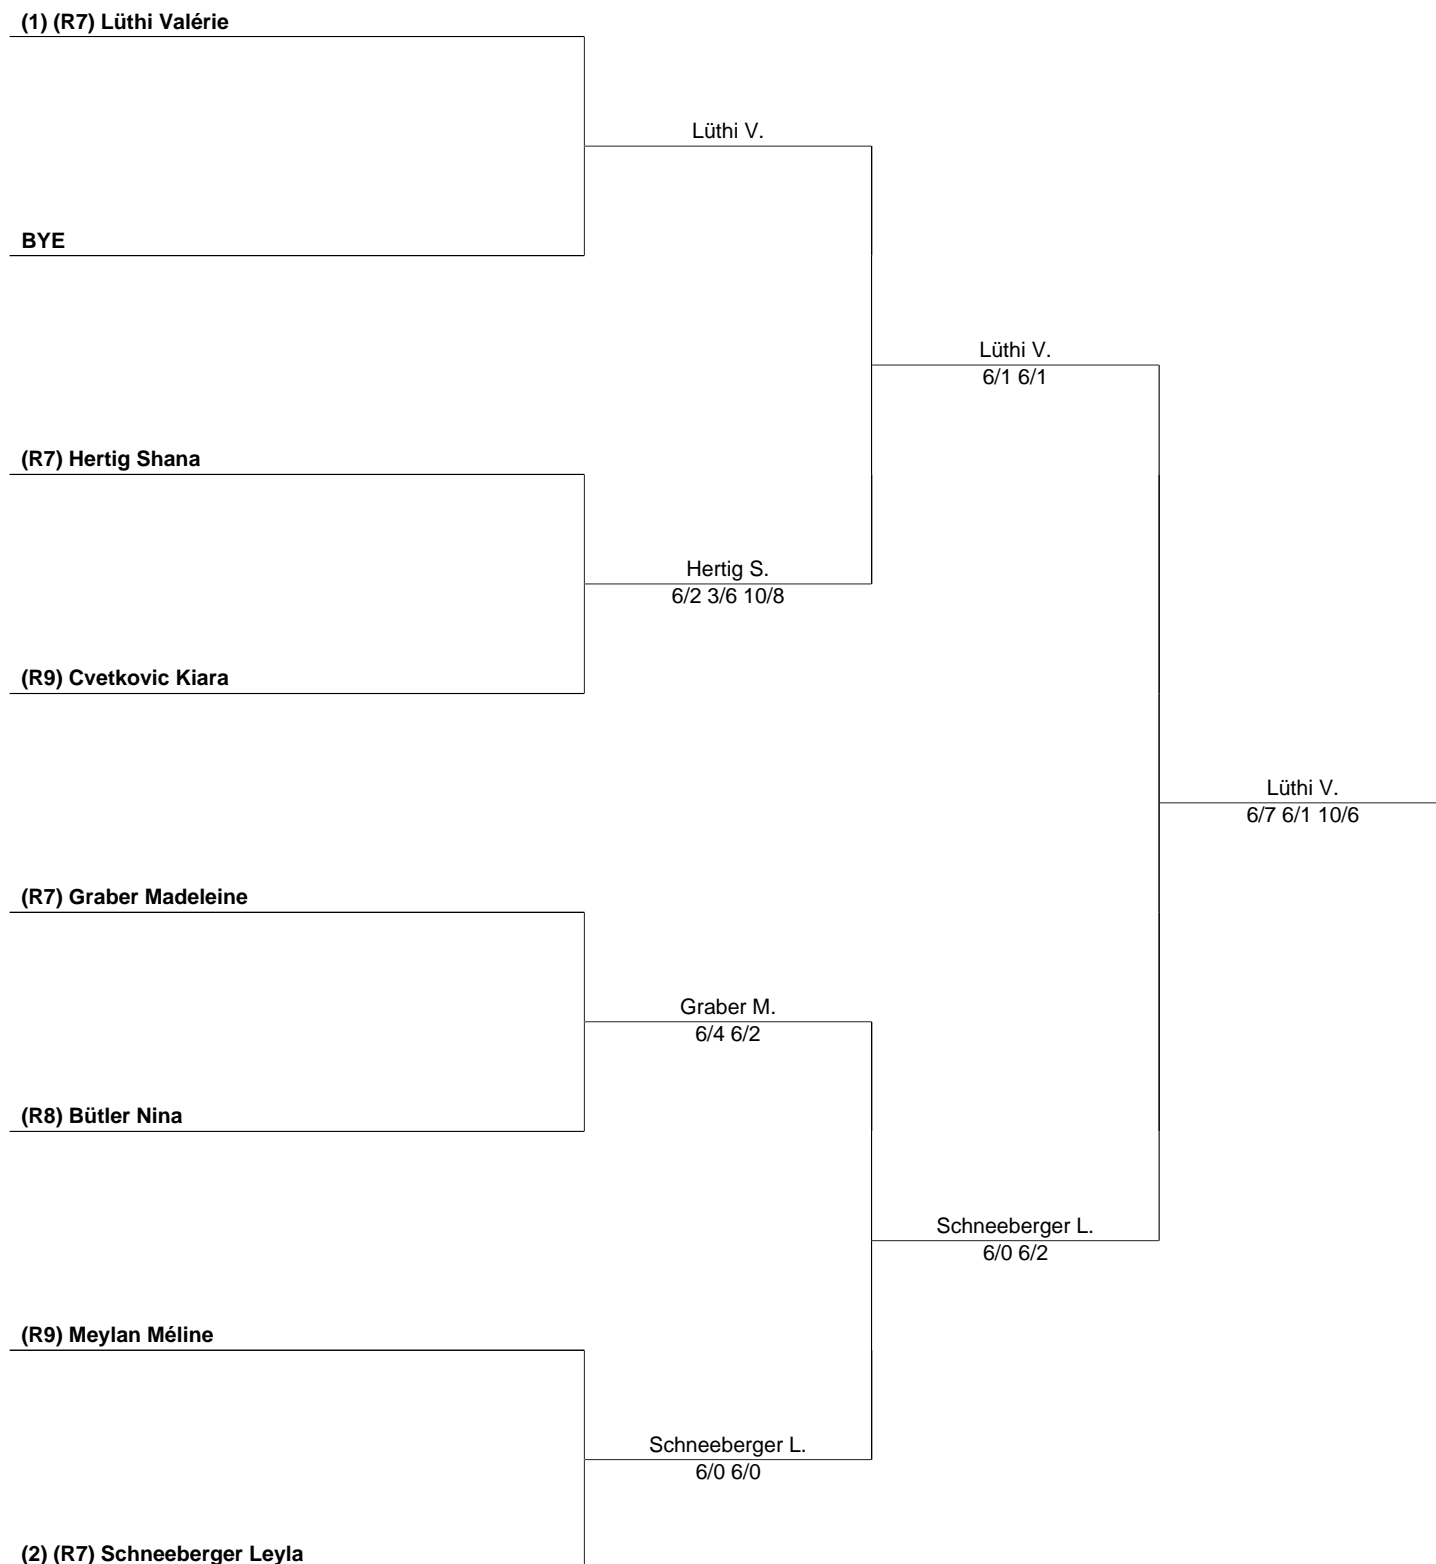 (1) (R7) Lüthi Valérie
Lüthi V.
BYE
Lüthi V.
6/1 6/1
(R7) Hertig Shana
Hertig S.
6/2 3/6 10/8
(R9) Cvetkovic Kiara
Lüthi V.
6/7 6/1 10/6
(R7) Graber Madeleine
Graber M.
6/4 6/2
(R8) Bütler Nina
Schneeberger L.
6/0 6/2
(R9) Meylan Méline
Schneeberger L.
6/0 6/0
(2) (R7) Schneeberger Leyla